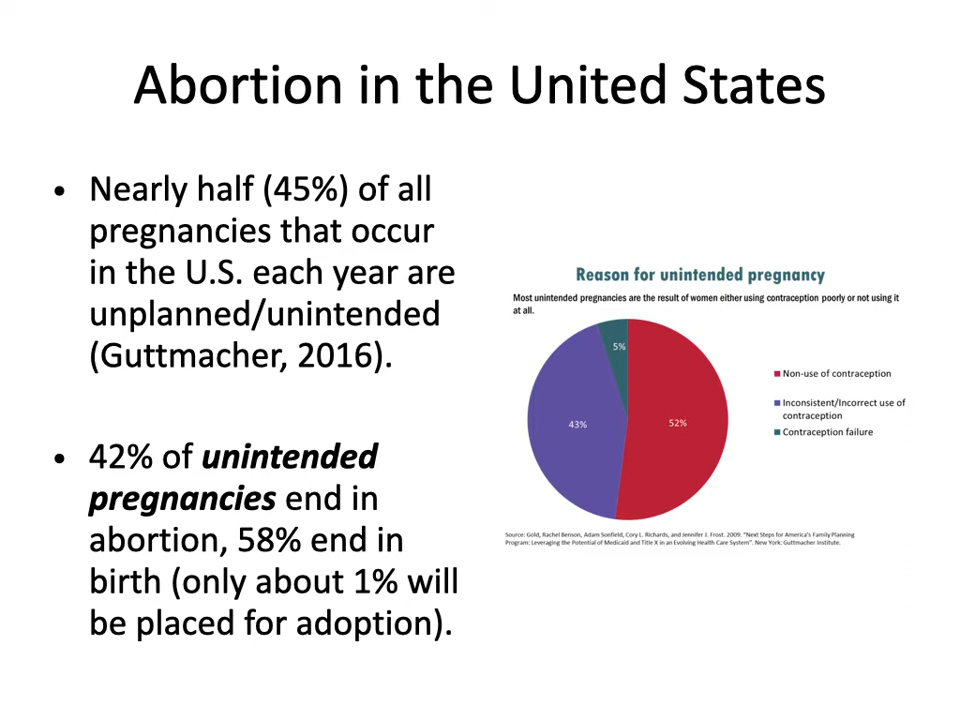 Abortion in the United States
• Nearly half (45%) of all
pregnancies that occur
in the U.S. each year are
unplanned/unintended
(Guttmacher, 2016).
• 42% of unintended
pregnancies end in
abortion, 58% end in
birth (only about 1% will
be placed for adoption).
Reason for unintended pregnancy
Most unintended pregnancies are the result of women either using contraception poorly or not using it
at all.
5%
43%
52%
Non-use of contraception
Inconsistent/Incorrect use of
contraception
Contraception failure
Source: Gold, Rachel Benson, Adam Sonfield, Cory L. Richards, and Jennifer J. Frost. 2009. "Next Steps for America's Family Planning
Program: Leveraging the Potential of Medicaid and Title X in an Evolving Health Care System". New York: Guttmacher Institute.